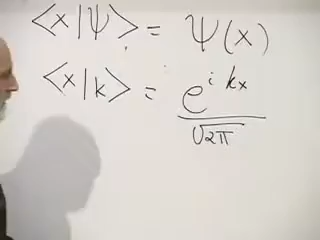 ⟨x|ψ⟩ = ψ(x)
⟨x|k⟩ = e^{ikx}/√2π